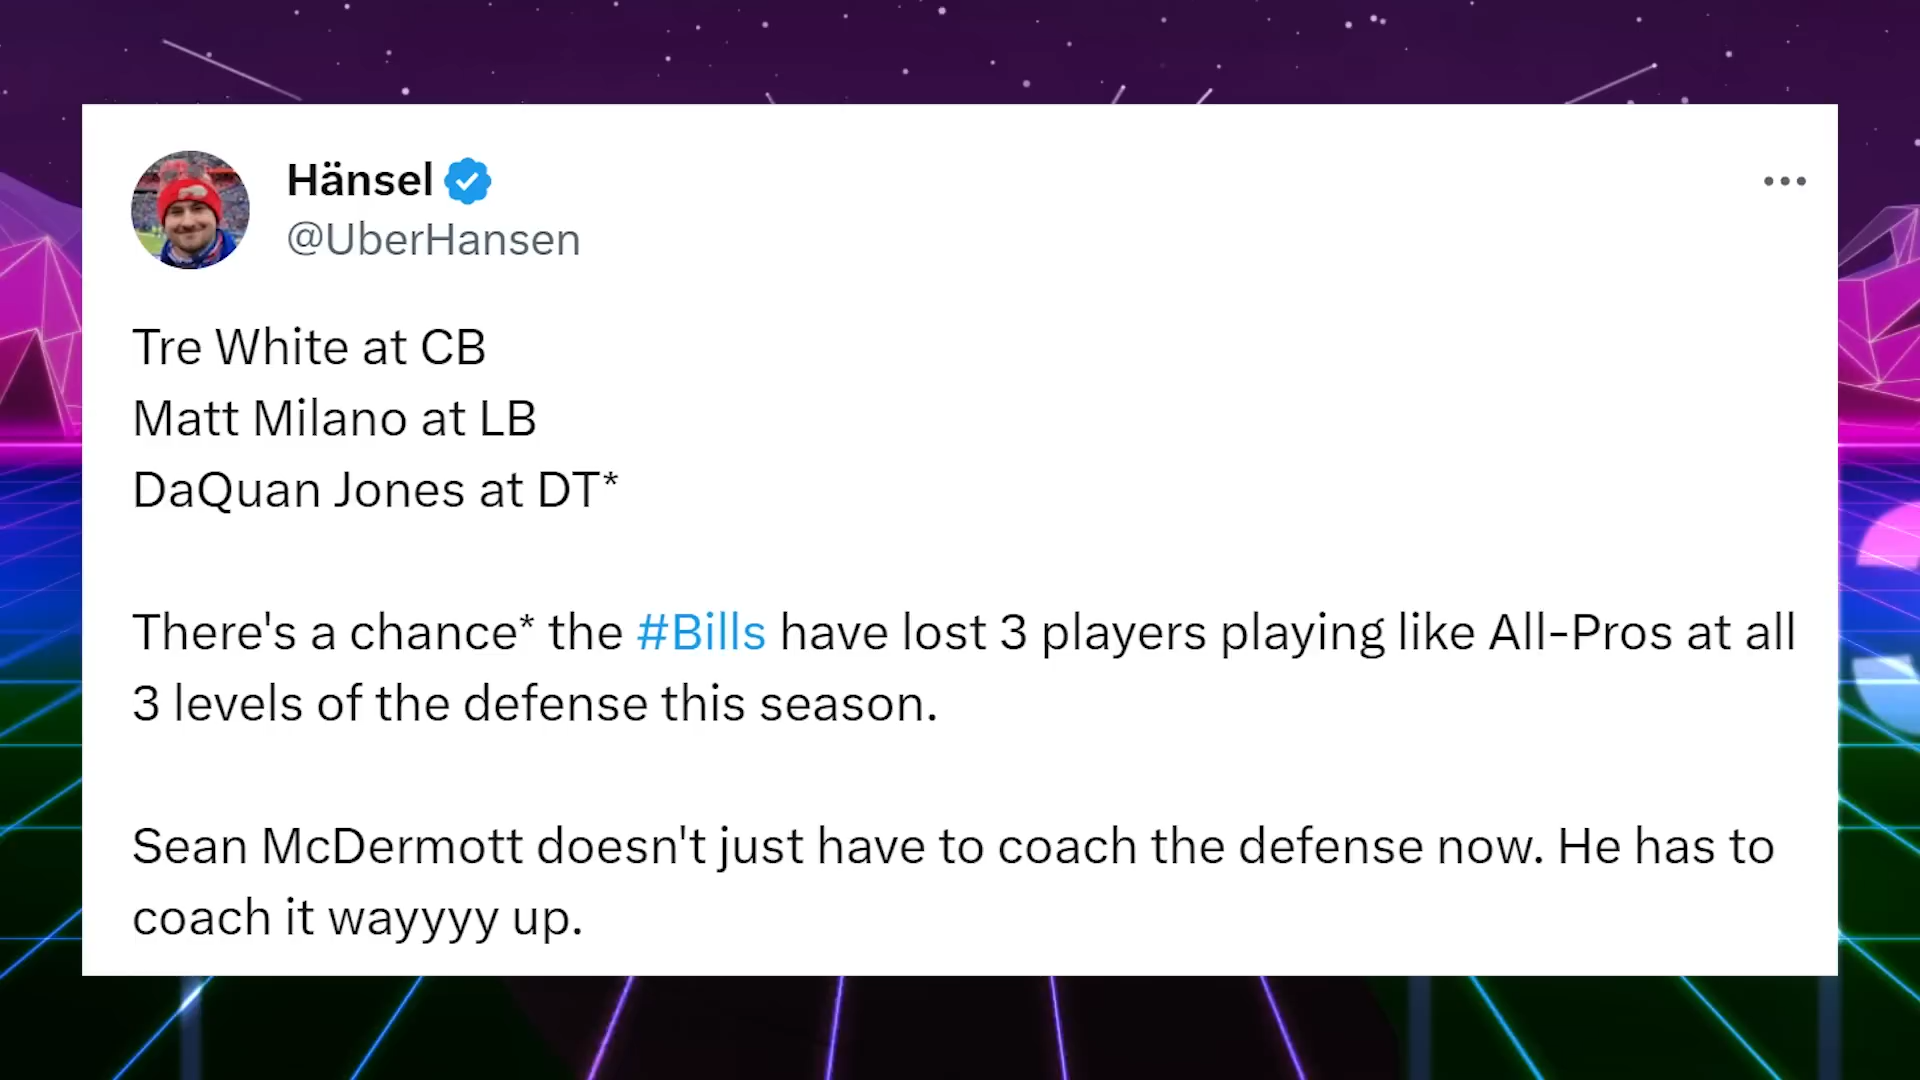 Hänsel
@UberHansen
Tre White at CB
Matt Milano at LB
DaQuan Jones at DT*
There's a chance* the #Bills have lost 3 players playing like All-Pros at all
3 levels of the defense this season.
Sean McDermott doesn't just have to coach the defense now. He has to
coach it wayyyy up.